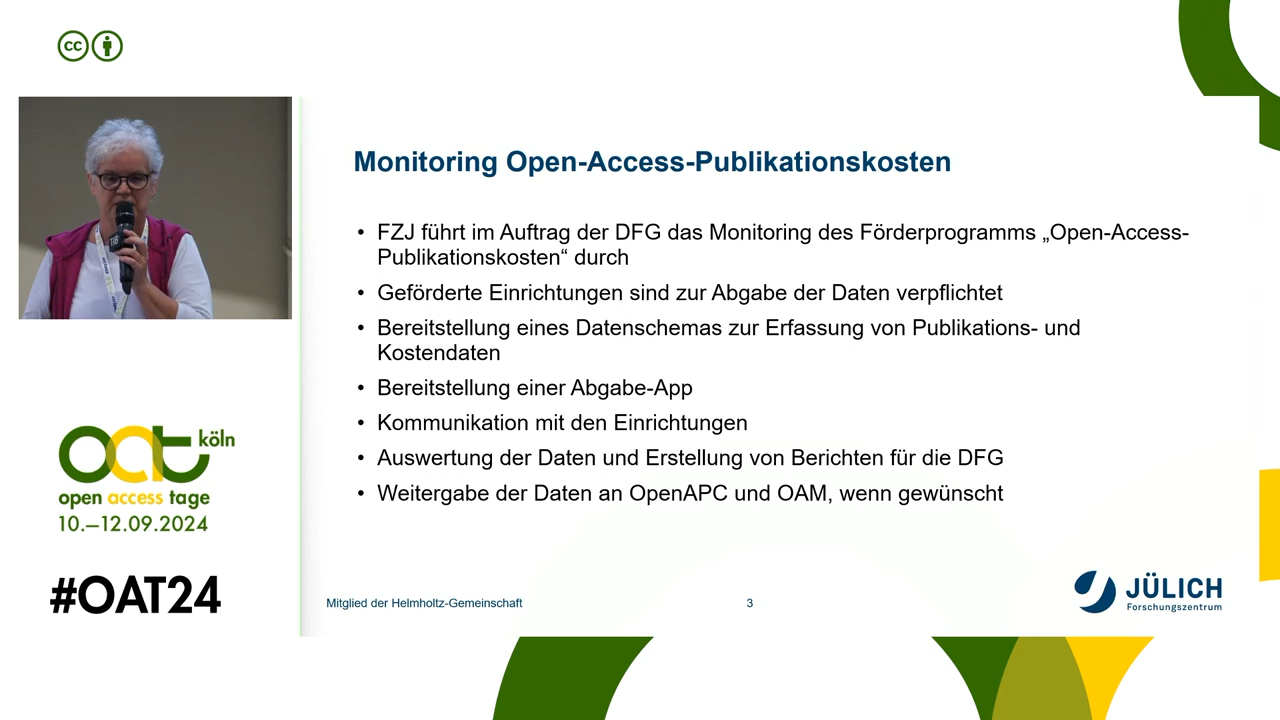 cc
Monitoring Open-Access-Publikationskosten
• FZJ führt im Auftrag der DFG das Monitoring des Förderprogramms „Open-Access-
Publikationskosten“ durch
• Geförderte Einrichtungen sind zur Abgabe der Daten verpflichtet
• Bereitstellung eines Datenschemas zur Erfassung von Publikations- und
Kostendaten
• Bereitstellung einer Abgabe-App
• Kommunikation mit den Einrichtungen
• Auswertung der Daten und Erstellung von Berichten für die DFG
• Weitergabe der Daten an OpenAPC und OAM, wenn gewünscht
oat köln
open access tage
10.–12.09.2024
#OAT24
Mitglied der Helmholtz-Gemeinschaft
3
JÜLICH
Forschungszentrum